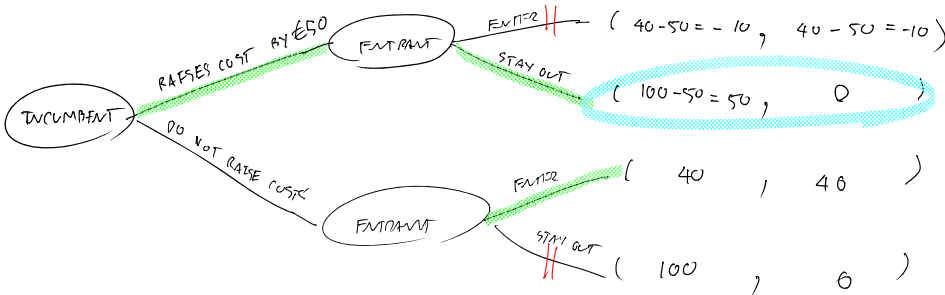 INCUMBENT
RAISES COST BY €50
ENTRANT
ENTER
( 40-50 = -10 , 40 - 50 = -10 )
STAY OUT
( 100-50 = 50 , 0 )
DO NOT RAISE COSTS
ENTRANT
ENTER
( 40 , 40 )
STAY OUT
( 100 , 0 )